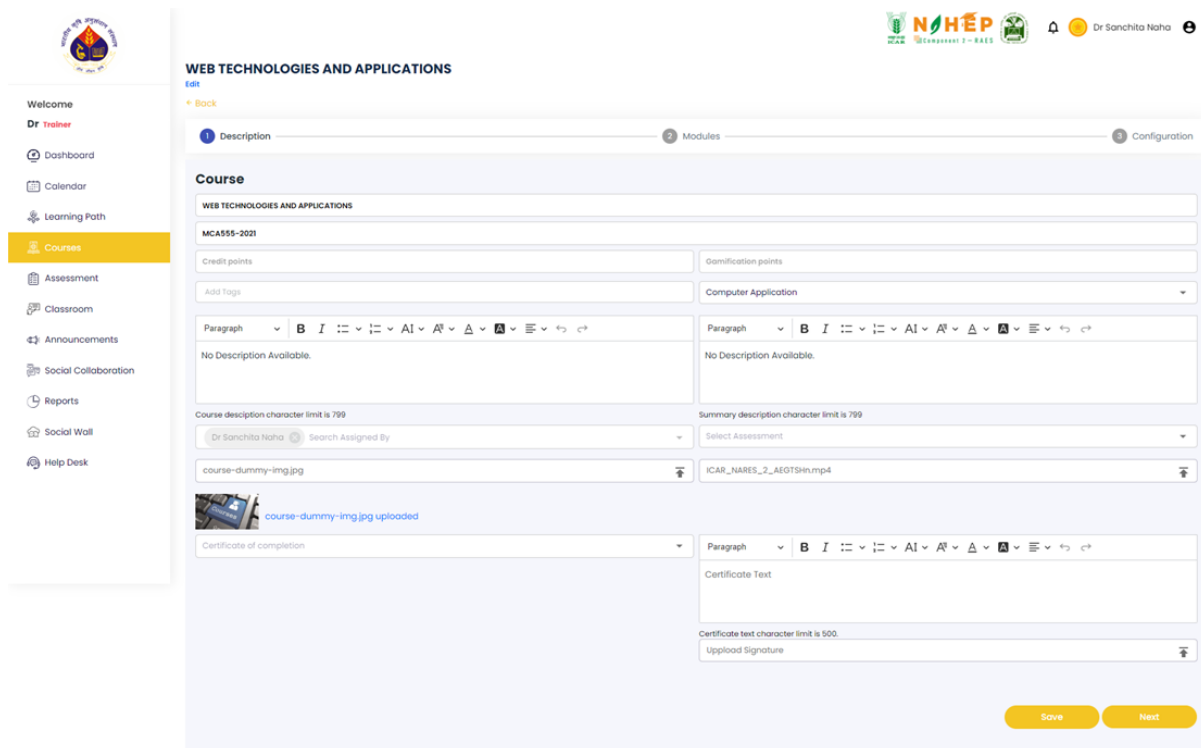 NAHEP
Component 2 - RAES
ICAR
Dr Sanchita Naha
WEB TECHNOLOGIES AND APPLICATIONS
Edit
← Back
Welcome
Dr Trainer
Dashboard
Calendar
Learning Path
Courses
Assessment
Classroom
Announcements
Social Collaboration
Reports
Social Wall
Help Desk
1 Description
2 Modules
3 Configuration
Course
WEB TECHNOLOGIES AND APPLICATIONS
MCA555-2021
Credit points
Gamification points
Add Tags
Computer Application
Paragraph
Paragraph
No Description Available.
No Description Available.
Course desciption character limit is 799
Summary description character limit is 799
Dr Sanchita Naha Search Assigned By
Select Assessment
course-dummy-img.jpg
ICAR_NARES_2_AEGTSHn.mp4
Courses
course-dummy-img.jpg uploaded
Certificate of completion
Paragraph
Certificate Text
Certificate text character limit is 500.
Uppload Signature
Save
Next